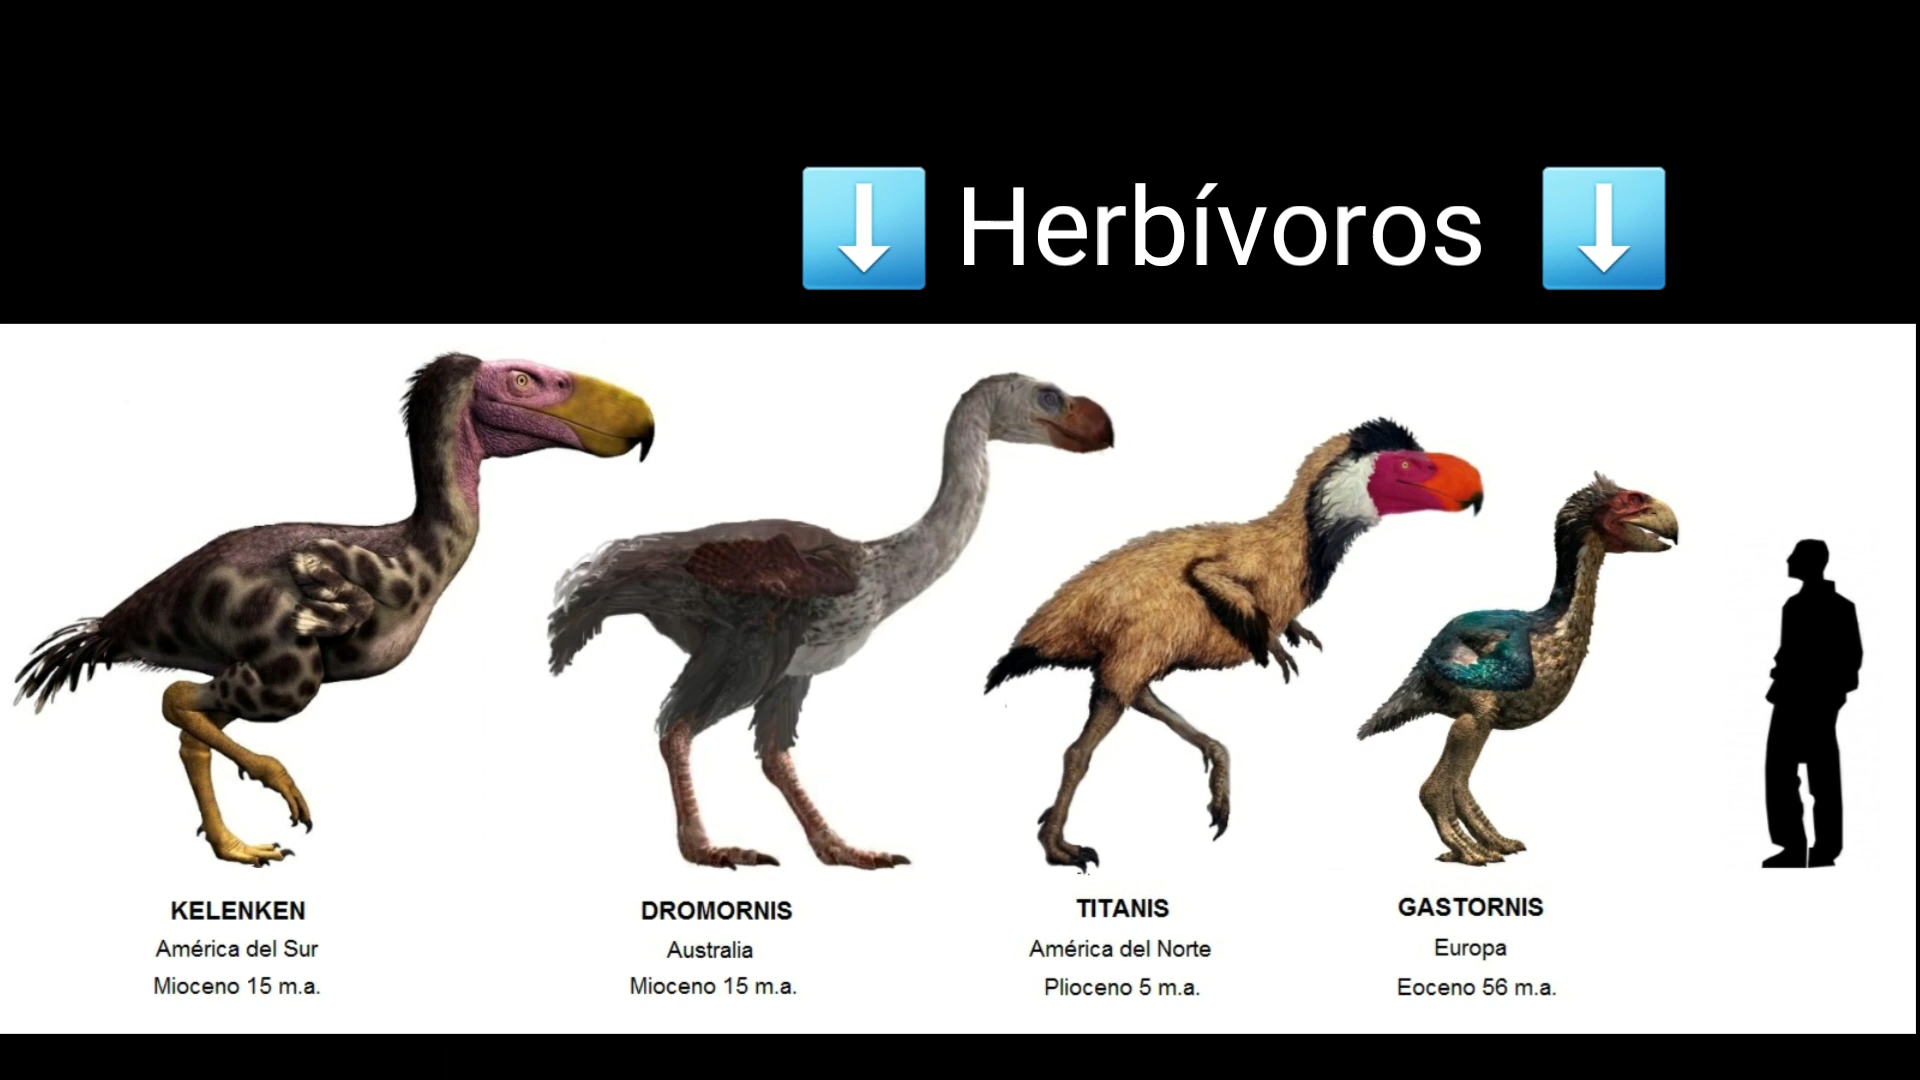 ⬇️ Herbívoros ⬇️
KELENKEN
América del Sur
Mioceno 15 m.a.
DROMORNIS
Australia
Mioceno 15 m.a.
TITANIS
América del Norte
Plioceno 5 m.a.
GASTORNIS
Europa
Eoceno 56 m.a.